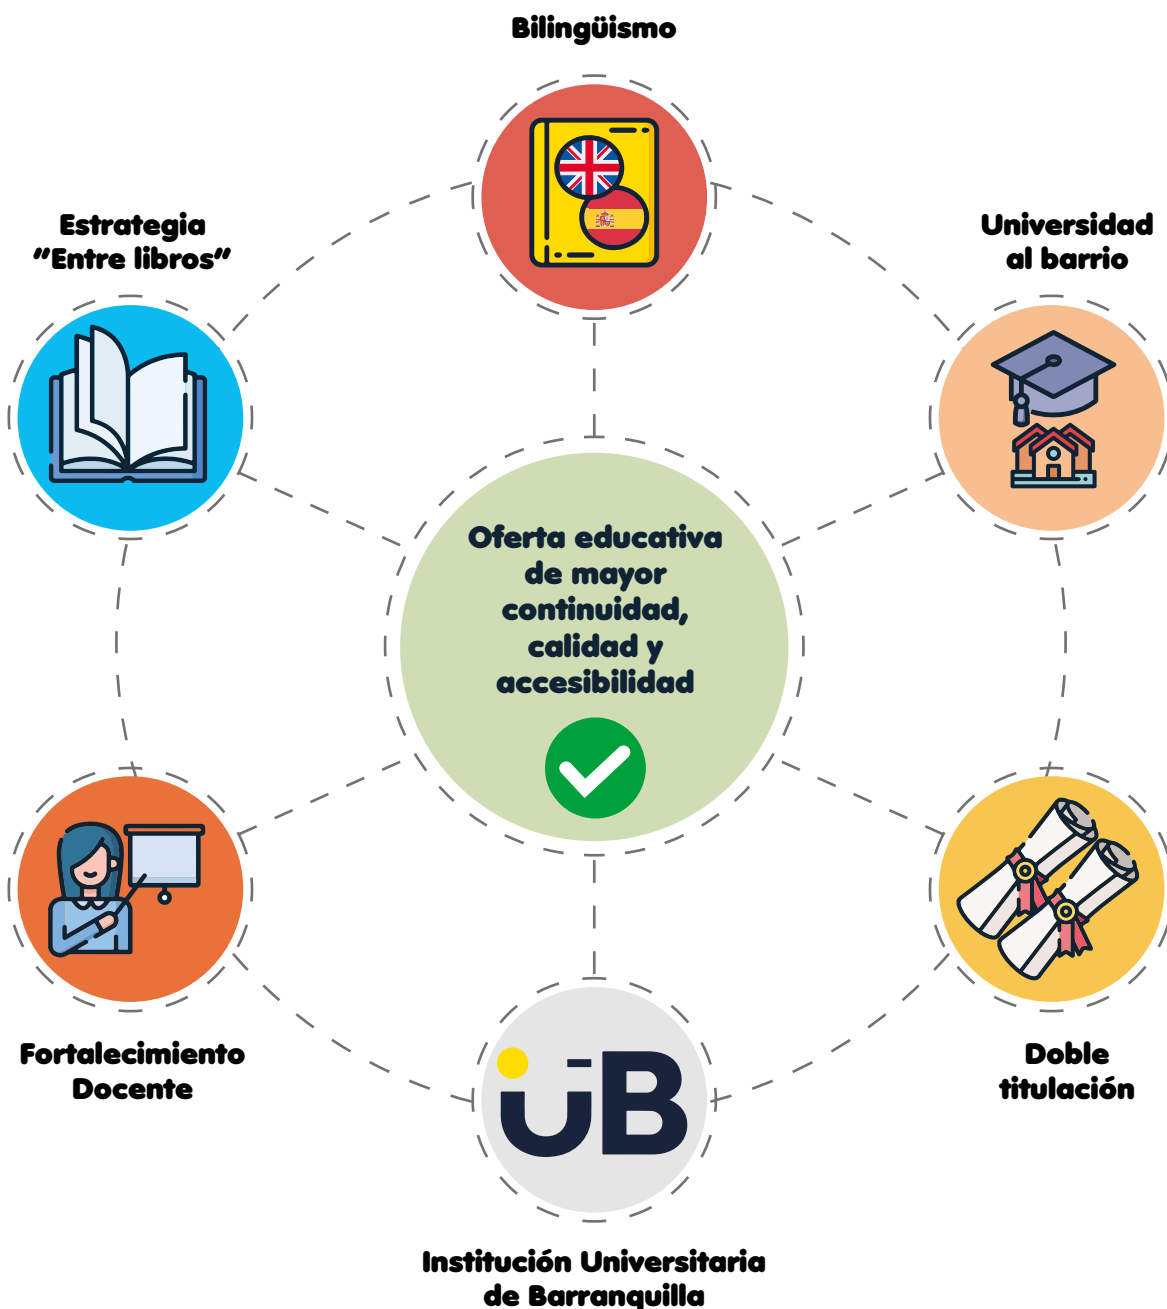 Bilingüismo
Estrategia
"Entre libros"
Universidad
al barrio
Oferta educativa
de mayor
continuidad,
calidad y
accesibilidad
Fortalecimiento
Docente
Doble
titulación
iŪB
Institución Universitaria
de Barranquilla